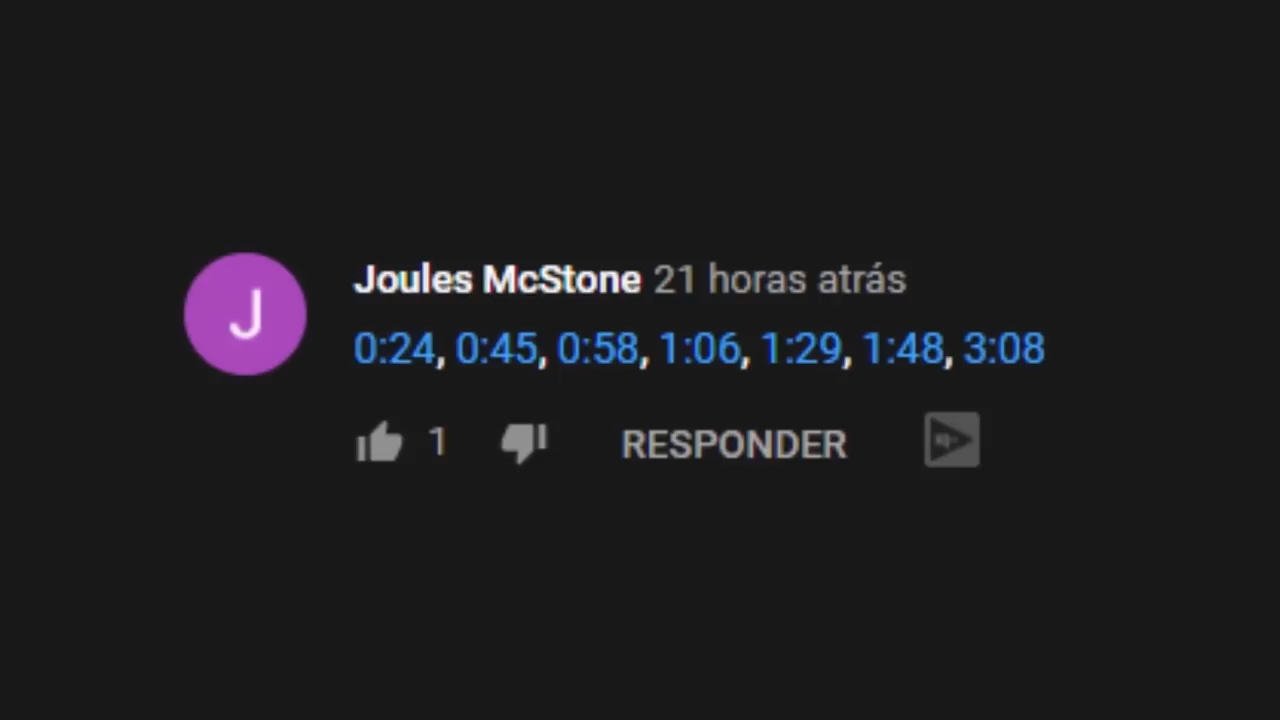 J
Joules McStone 21 horas atrás
0:24, 0:45, 0:58, 1:06, 1:29, 1:48, 3:08
1 RESPONDER